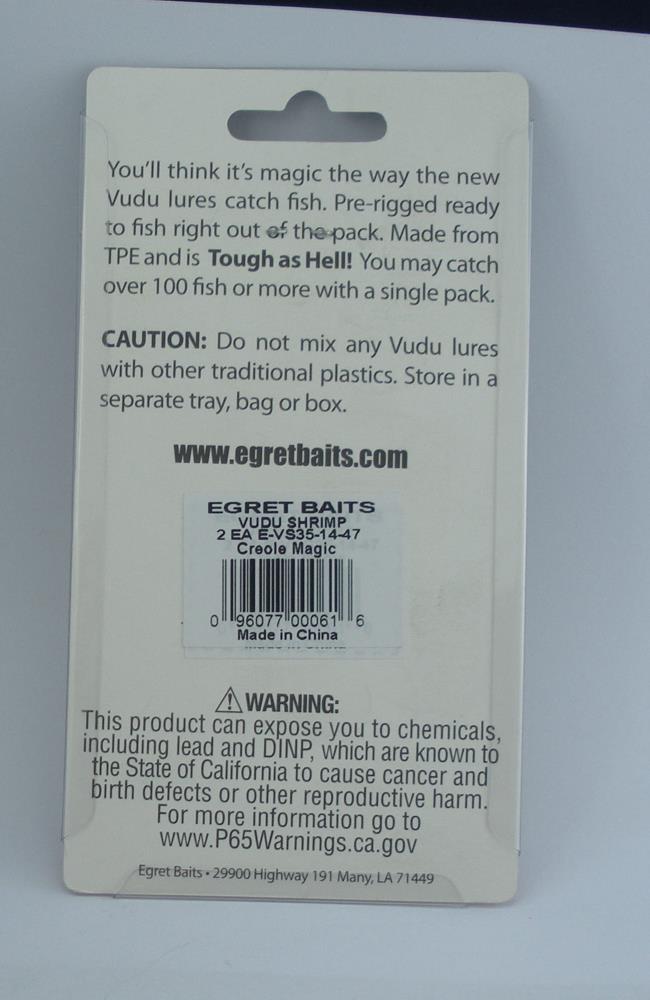 You'll think it's magic the way the new
Vudu lures catch fish. Pre-rigged ready
to fish right out of the pack. Made from
TPE and is Tough as Hell! You may catch
over 100 fish or more with a single pack.
CAUTION: Do not mix any Vudu lures
with other traditional plastics. Store in a
separate tray, bag or box.
www.egretbaits.com
EGRET BAITS
VUDU SHRIMP
2 EA E-VS35-14-47
Creole Magic
0 96077 00061 6
Made in China
WARNING:
This product can expose you to chemicals,
including lead and DINP, which are known to
the State of California to cause cancer and
birth defects or other reproductive harm.
For more information go to
www.P65Warnings.ca.gov
Egret Baits • 29900 Highway 191 Many, LA 71449